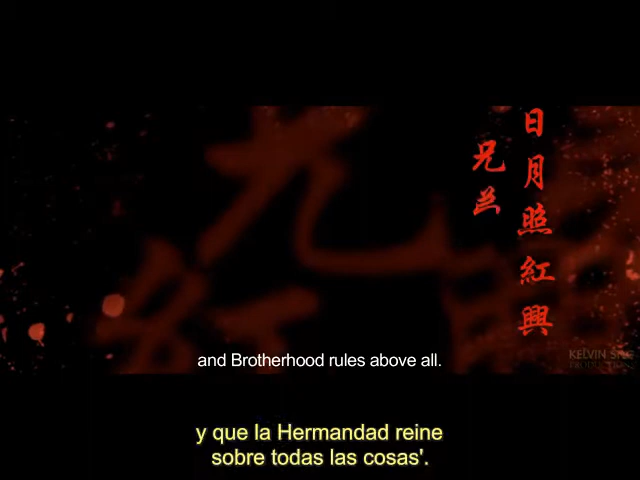 日月照紅興
兄
KELVIN
and Brotherhood rules above all.
y que la Hermandad reine
sobre todas las cosas'.